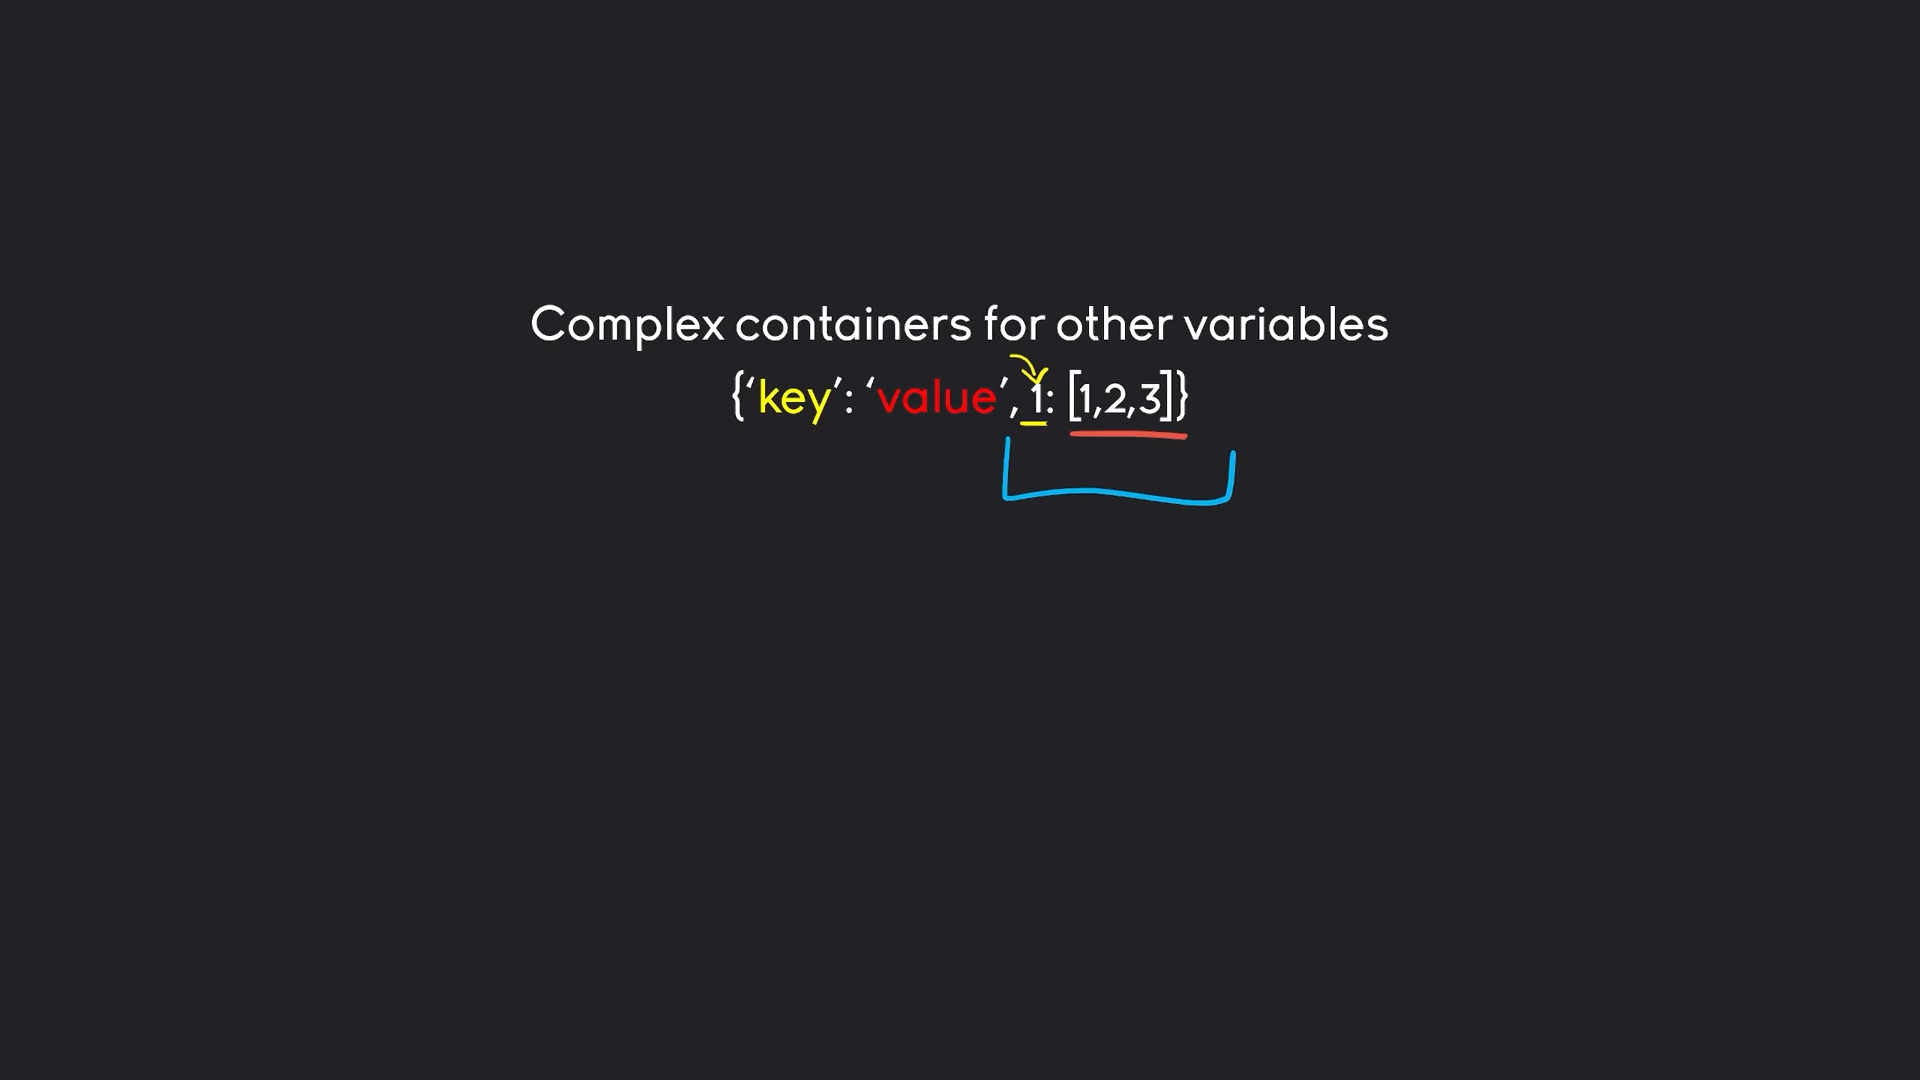 Complex containers for other variables
{‘key’: ‘value’, 1: [1,2,3]}